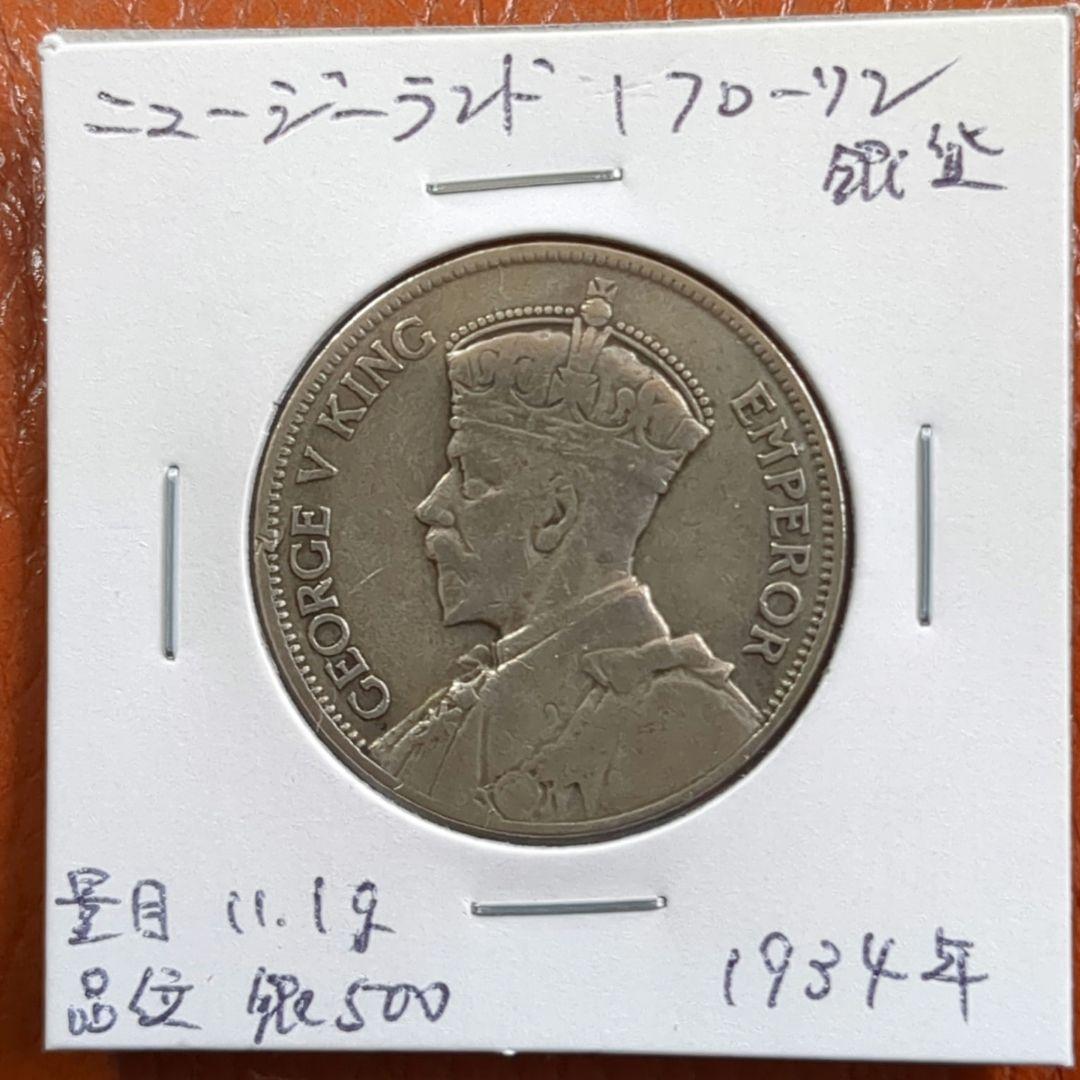 ニュージーランド 1フローリン
銀貨
GEORGE V KING
EMPEROR
量目 11.1g
品位 銀500
1934年